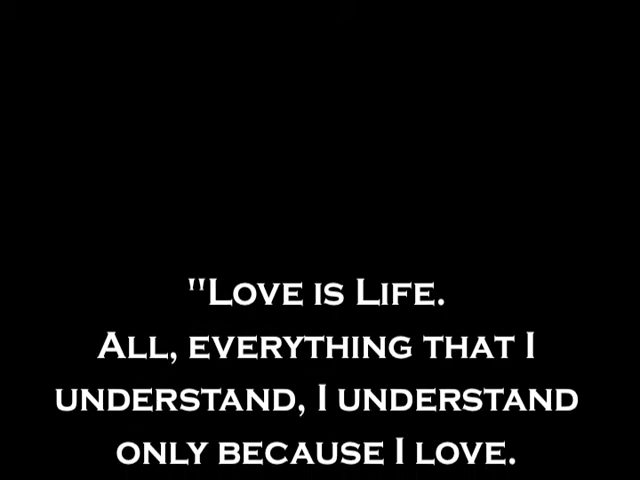 "Love is Life.
All, everything that I
understand, I understand
only because I love.